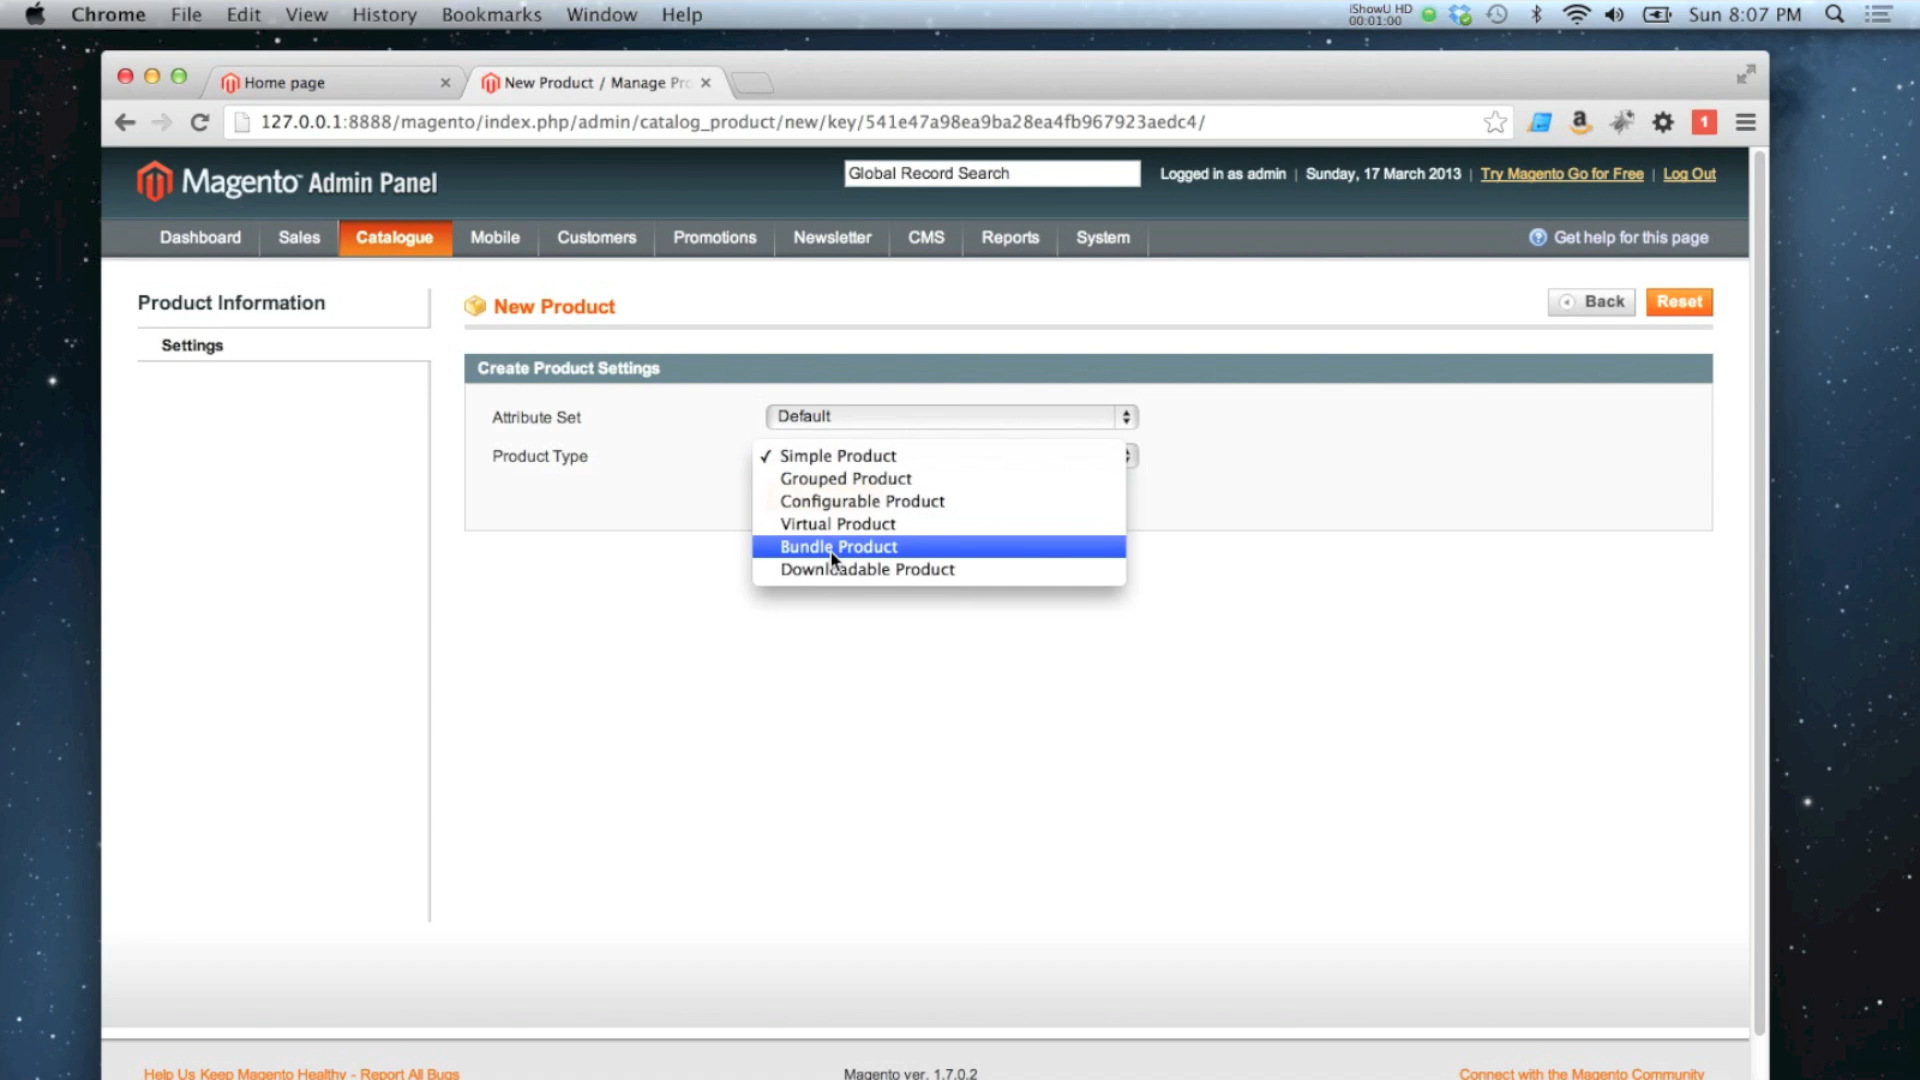 Chrome File Edit View History Bookmarks Window Help iShowU HD 00:01:00 Sun 8:07 PM
Home page New Product / Manage Pro
127.0.0.1:8888/magento/index.php/admin/catalog_product/new/key/541e47a98ea9ba28ea4fb967923aedc4/ 1
Magento Admin Panel Global Record Search Logged in as admin | Sunday, 17 March 2013 | Try Magento Go for Free | Log Out
Dashboard Sales Catalogue Mobile Customers Promotions Newsletter CMS Reports System Get help for this page
Product Information
Settings
New Product Back Reset
Create Product Settings
Attribute Set Default
Product Type
✓ Simple Product
Grouped Product
Configurable Product
Virtual Product
Bundle Product
Downloadable Product
Help Us Keep Magento Healthy - Report All Bugs Magento ver. 1.7.0.2 Connect with the Magento Community